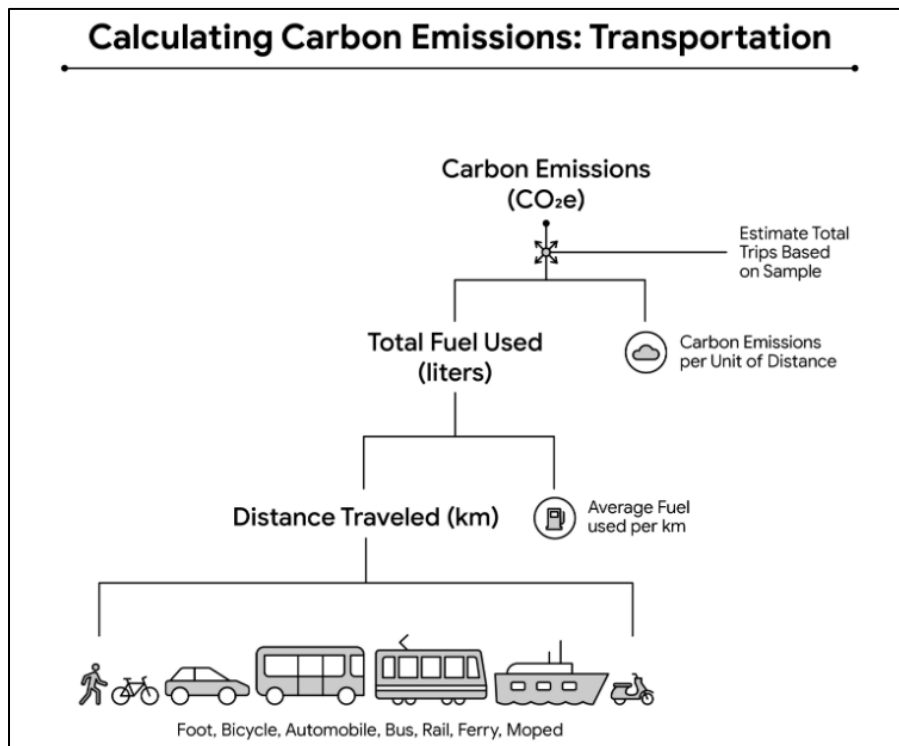 Calculating Carbon Emissions: Transportation
Carbon Emissions
(CO₂e)
Estimate Total
Trips Based
on Sample
Total Fuel Used
(liters)
Carbon Emissions
per Unit of Distance
Distance Traveled (km)
Average Fuel
used per km
Foot, Bicycle, Automobile, Bus, Rail, Ferry, Moped